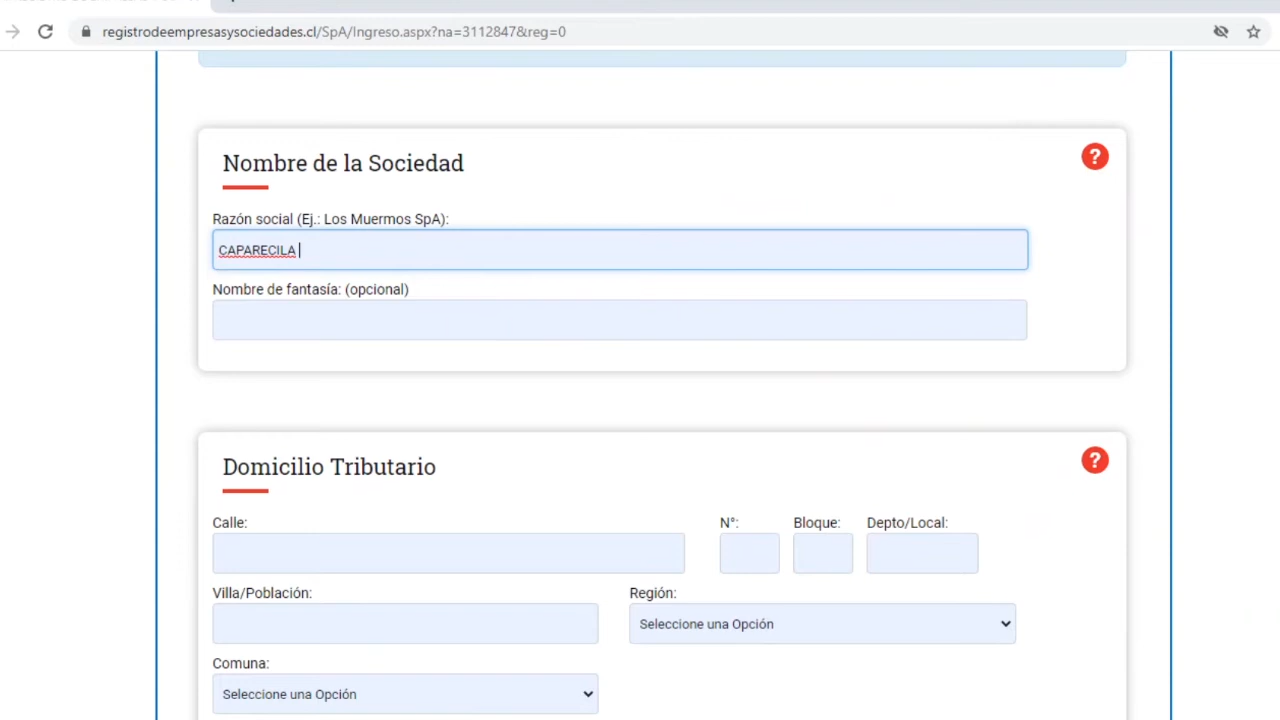 registrodeempresasysociedades.cl/SpA/Ingreso.aspx?na=3112847&reg=0
Nombre de la Sociedad
?
Razón social (Ej.: Los Muermos SpA):
CAPARECILA
Nombre de fantasía: (opcional)
Domicilio Tributario
?
Calle: N°: Bloque: Depto/Local:
Villa/Población: Región:
Seleccione una Opción
Comuna:
Seleccione una Opción